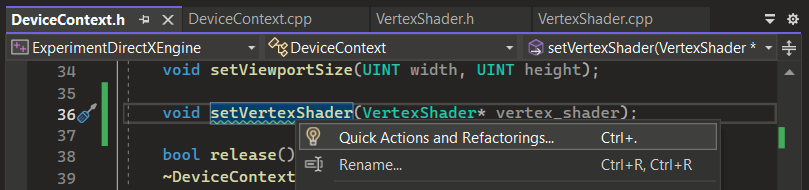 DeviceContext.h DeviceContext.cpp VertexShader.h VertexShader.cpp
ExperimentDirectXEngine DeviceContext setVertexShader(VertexShader *
34 void setViewportSize(UINT width, UINT height);
35
36 void setVertexShader(VertexShader* vertex_shader);
37 Quick Actions and Refactorings... Ctrl+.
38 bool release() Rename... Ctrl+R, Ctrl+R
39 ~DeviceContext